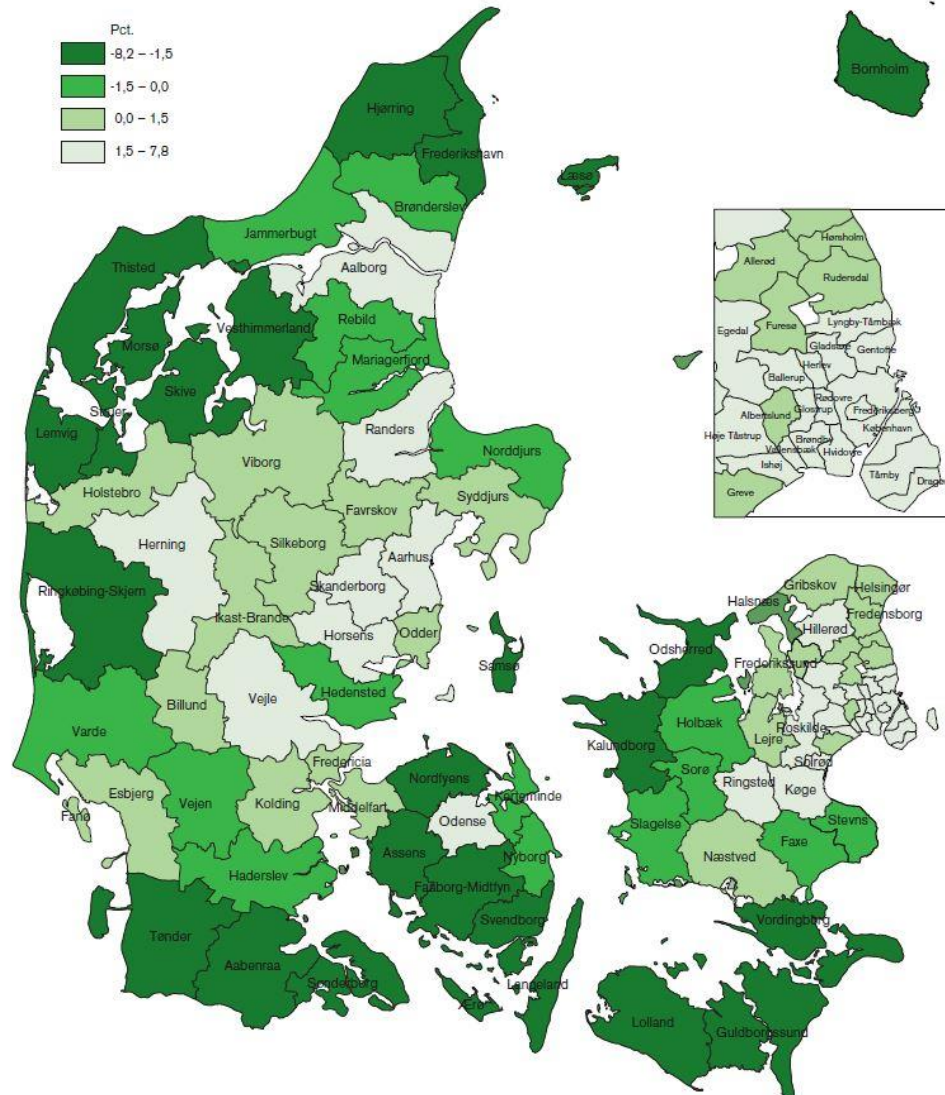 Pct.
-8,2 – -1,5
-1,5 – 0,0
0,0 – 1,5
1,5 – 7,8
Bornholm
Hjørring
Frederikshavn
Læsø
Brønderslev
Jammerbugt
Thisted
Aalborg
Vesthimmerland
Rebild
Morsø
Mariagerfjord
Skive
Struer
Lemvig
Randers
Viborg
Norddjurs
Holstebro
Syddjurs
Favrskov
Silkeborg
Herning
Aarhus
Skanderborg
Ringkøbing-Skjern
Ikast-Brande
Horsens
Odder
Samsø
Hedensted
Billund
Vejle
Varde
Fredericia
Esbjerg
Vejen
Kolding
Middelfart
Fanø
Nordfyens
Kerteminde
Odense
Assens
Nyborg
Haderslev
Faaborg-Midtfyn
Svendborg
Tønder
Aabenraa
Sønderborg
Ærø
Langeland
Hørsholm
Allerød
Rudersdal
Egedal
Furesø
Lyngby-Tårnbæk
Gladsaxe
Gentofte
Herlev
Ballerup
Rødovre
Albertslund
Glostrup
Frederiksberg
København
Høje Tåstrup
Brøndby
Vallensbæk
Hvidovre
Ishøj
Tårnby
Dragør
Greve
Gribskov
Helsingør
Halsnæs
Fredensborg
Hillerød
Odsherred
Frederikssund
Holbæk
Roskilde
Kalundborg
Lejre
Sorø
Solrød
Ringsted
Køge
Slagelse
Stevns
Næstved
Faxe
Vordingborg
Lolland
Guldborgssund